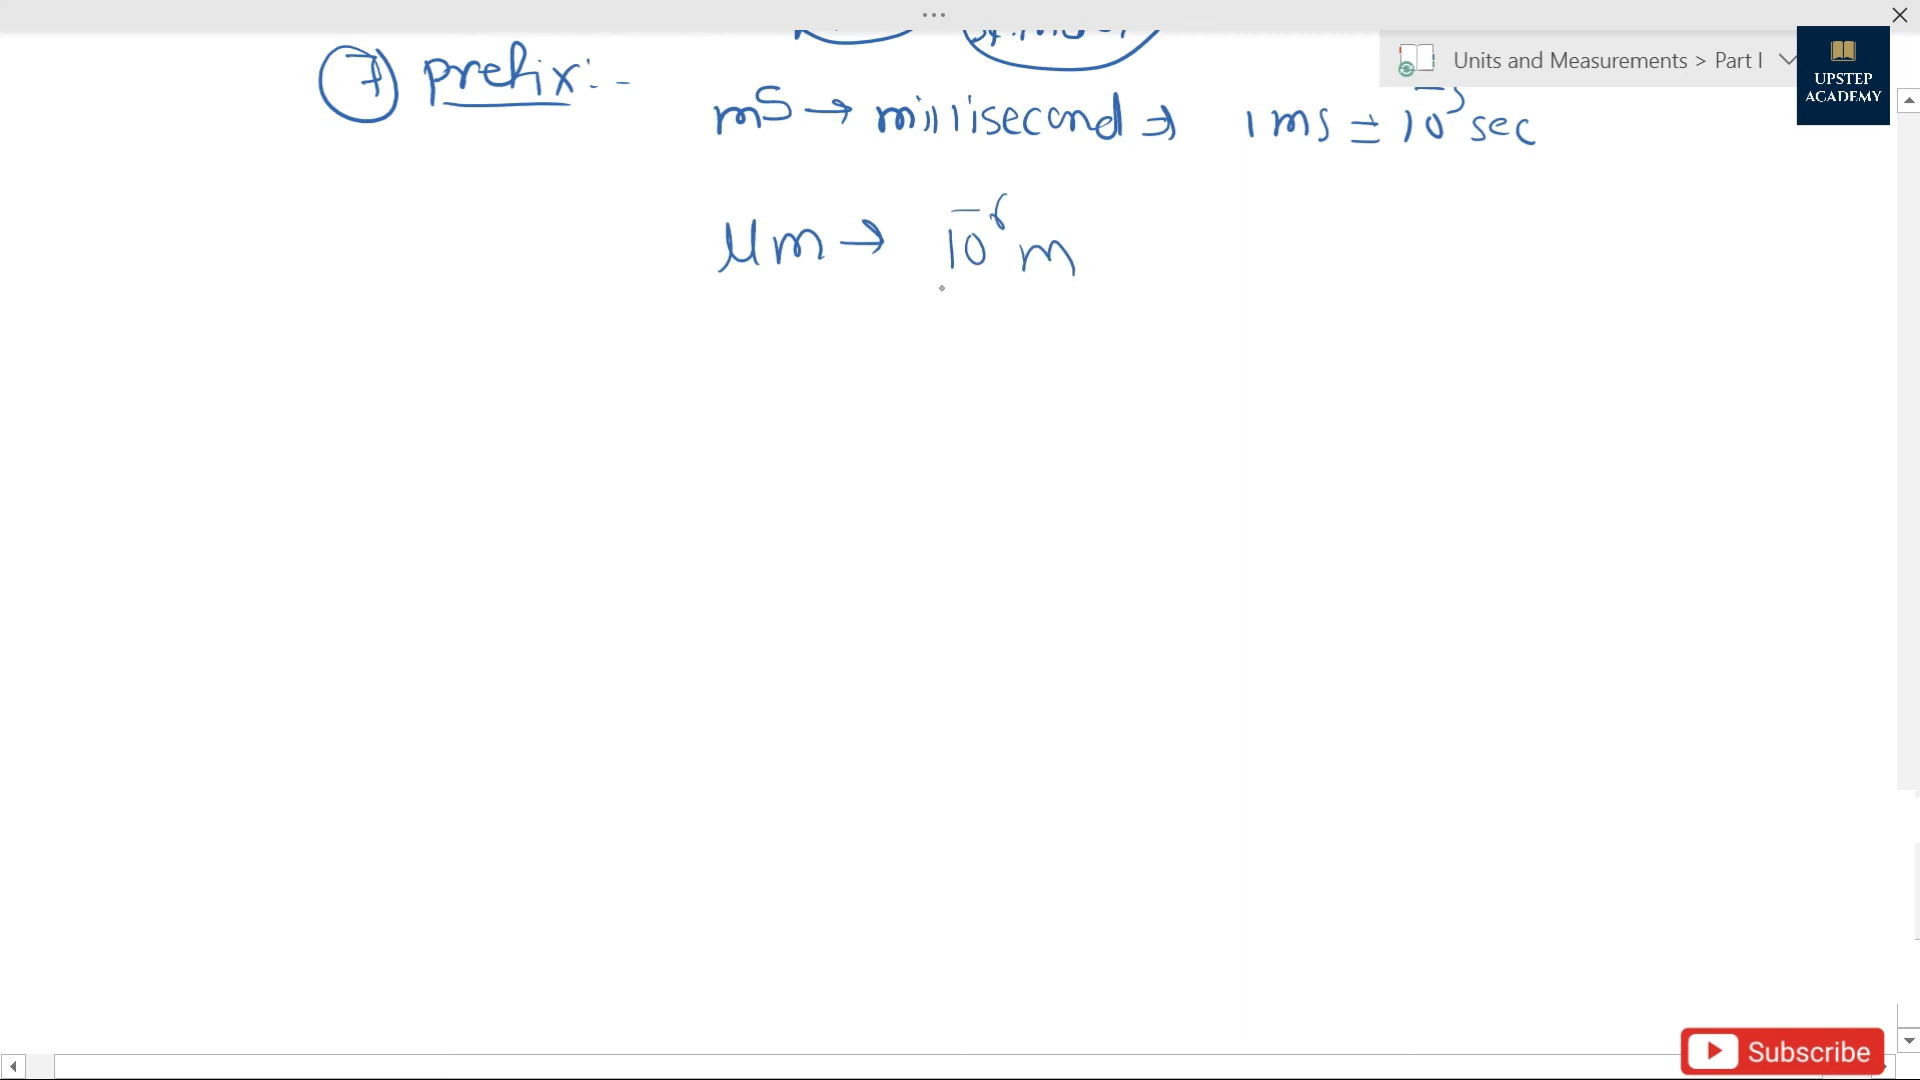 Units and Measurements > Part I
UPSTEP
ACADEMY
⑦ prefix:-
ms → millisecond ⇒ 1 ms = 10⁻³ sec
μm → 10⁻⁶ m
Subscribe